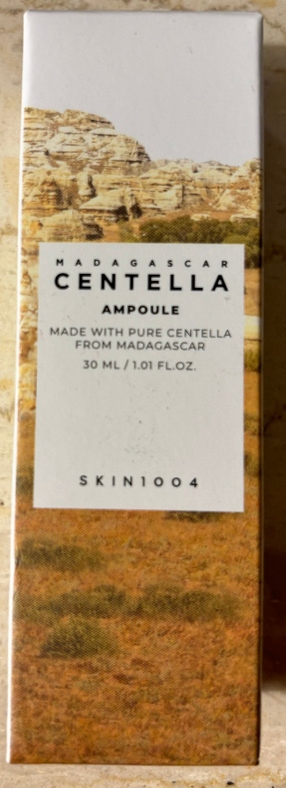 MADAGASCAR
CENTELLA
AMPOULE
MADE WITH PURE CENTELLA
FROM MADAGASCAR
30 ML / 1.01 FL.OZ.
SKIN1004